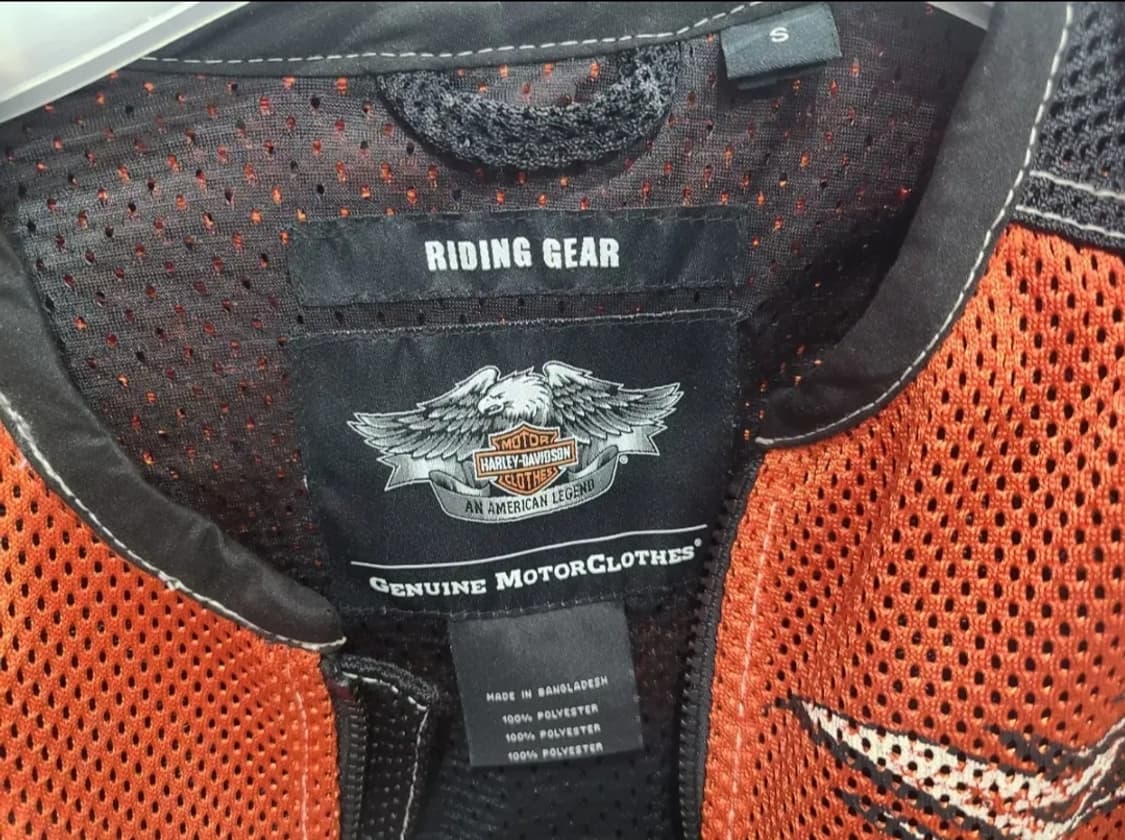 S
RIDING GEAR
MOTOR
HARLEY-DAVIDSON
CLOTHES
AN AMERICAN LEGEND
®
GENUINE MOTORCLOTHES®
MADE IN BANGLADESH
100% POLYESTER
100% POLYESTER
100% POLYESTER